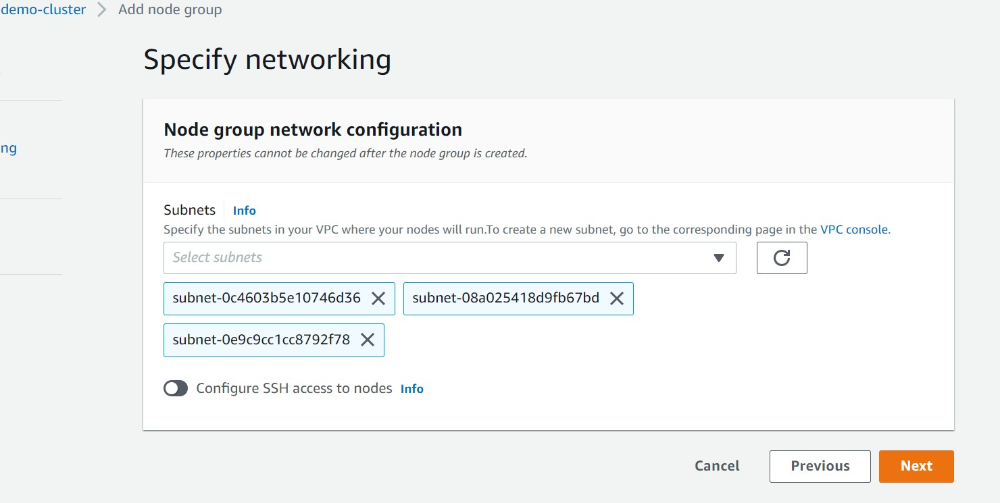 demo-cluster > Add node group
Specify networking
Node group network configuration
These properties cannot be changed after the node group is created.
ng
Subnets Info
Specify the subnets in your VPC where your nodes will run.To create a new subnet, go to the corresponding page in the VPC console.
Select subnets
subnet-0c4603b5e10746d36 subnet-08a025418d9fb67bd
subnet-0e9c9cc1cc8792f78
Configure SSH access to nodes Info
Cancel Previous Next